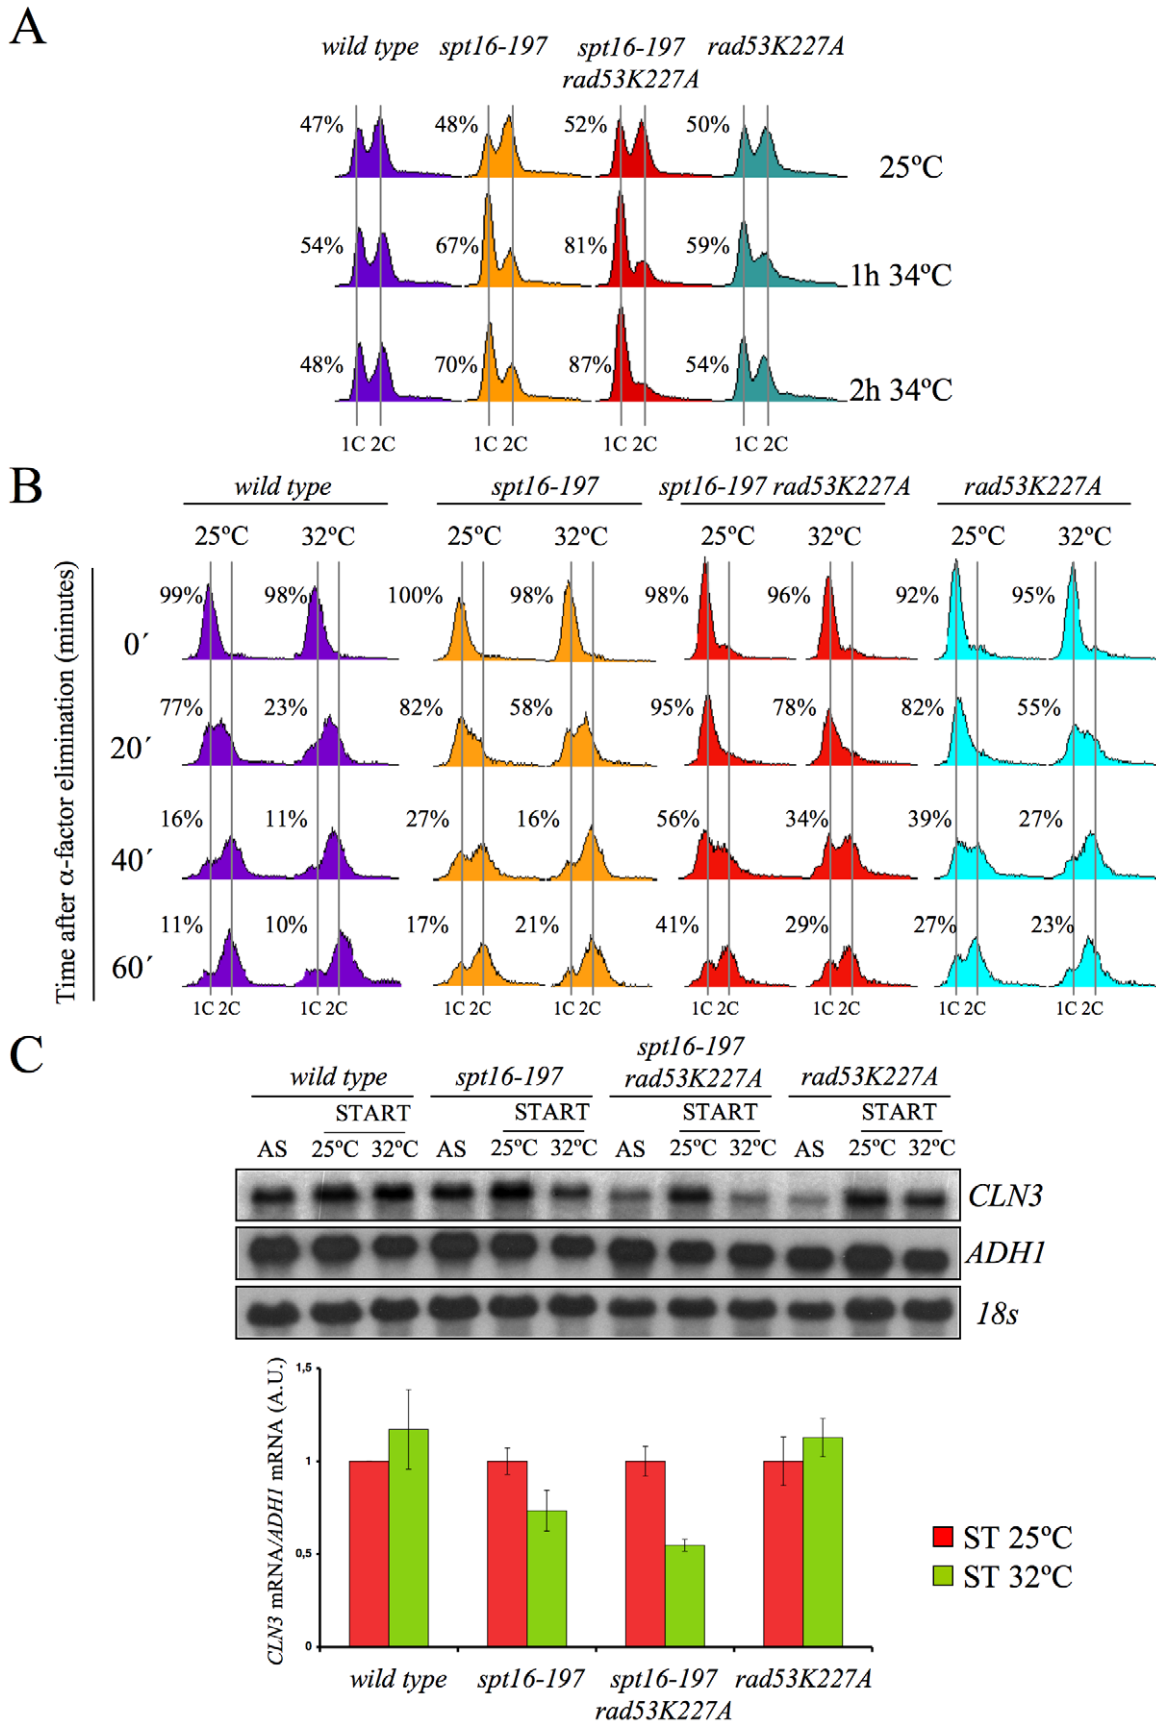 A
wild type spt16-197 spt16-197 rad53K227A
rad53K227A
47% 48% 52% 50% 25ºC
54% 67% 81% 59% 1h 34ºC
48% 70% 87% 54% 2h 34ºC
1C 2C 1C 2C 1C 2C 1C 2C
B
wild type spt16-197 spt16-197 rad53K227A rad53K227A
25ºC 32ºC 25ºC 32ºC 25ºC 32ºC 25ºC 32ºC
Time after α-factor elimination (minutes)
0´ 99% 98% 100% 98% 98% 96% 92% 95%
20´ 77% 23% 82% 58% 95% 78% 82% 55%
40´ 16% 11% 27% 16% 56% 34% 39% 27%
60´ 11% 10% 17% 21% 41% 29% 27% 23%
1C 2C 1C 2C 1C 2C 1C 2C 1C 2C 1C 2C 1C 2C 1C 2C
C
wild type spt16-197 spt16-197 rad53K227A
rad53K227A
START START START START
AS 25ºC 32ºC AS 25ºC 32ºC AS 25ºC 32ºC AS 25ºC 32ºC
CLN3
ADH1
18s
CLN3 mRNA/ADH1 mRNA (A.U.)
1,5
1
0,5
0
ST 25ºC
ST 32ºC
wild type spt16-197 spt16-197 rad53K227A
rad53K227A